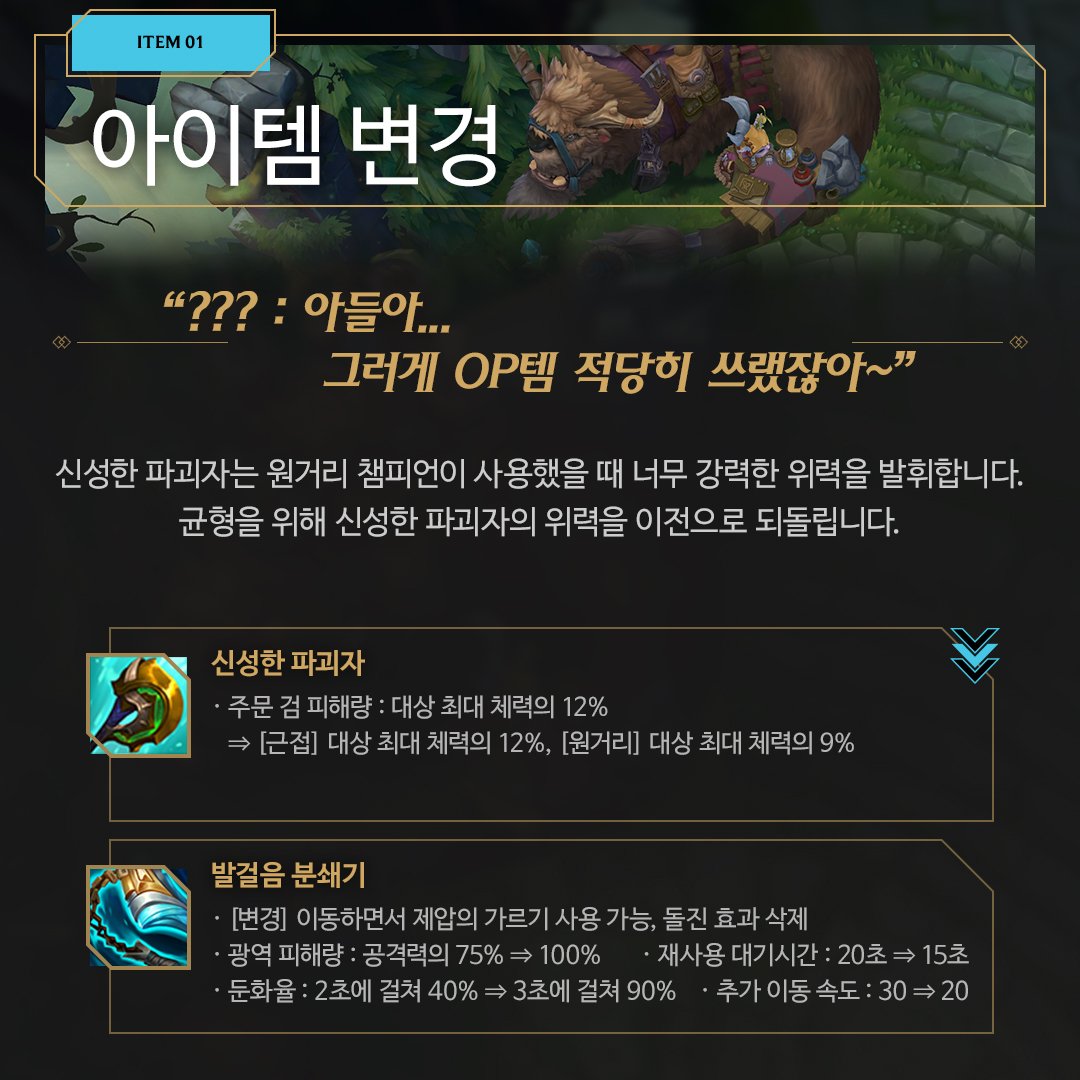 ITEM 01
아이템 변경
“??? : 아들아...
그러게 OP템 적당히 쓰랬잖아~”
신성한 파괴자는 원거리 챔피언이 사용했을 때 너무 강력한 위력을 발휘합니다.
균형을 위해 신성한 파괴자의 위력을 이전으로 되돌립니다.
신성한 파괴자
· 주문 검 피해량 : 대상 최대 체력의 12%
⇒ [근접] 대상 최대 체력의 12%, [원거리] 대상 최대 체력의 9%
발걸음 분쇄기
· [변경] 이동하면서 제압의 가르기 사용 가능, 돌진 효과 삭제
· 광역 피해량 : 공격력의 75% ⇒ 100% · 재사용 대기시간 : 20초 ⇒ 15초
· 둔화율 : 2초에 걸쳐 40% ⇒ 3초에 걸쳐 90% · 추가 이동 속도 : 30 ⇒ 20